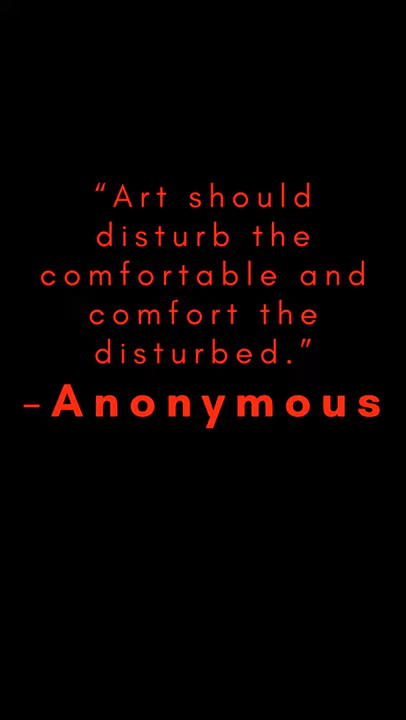 “Art should
disturb the
comfortable and
comfort the
disturbed.”
–Anonymous